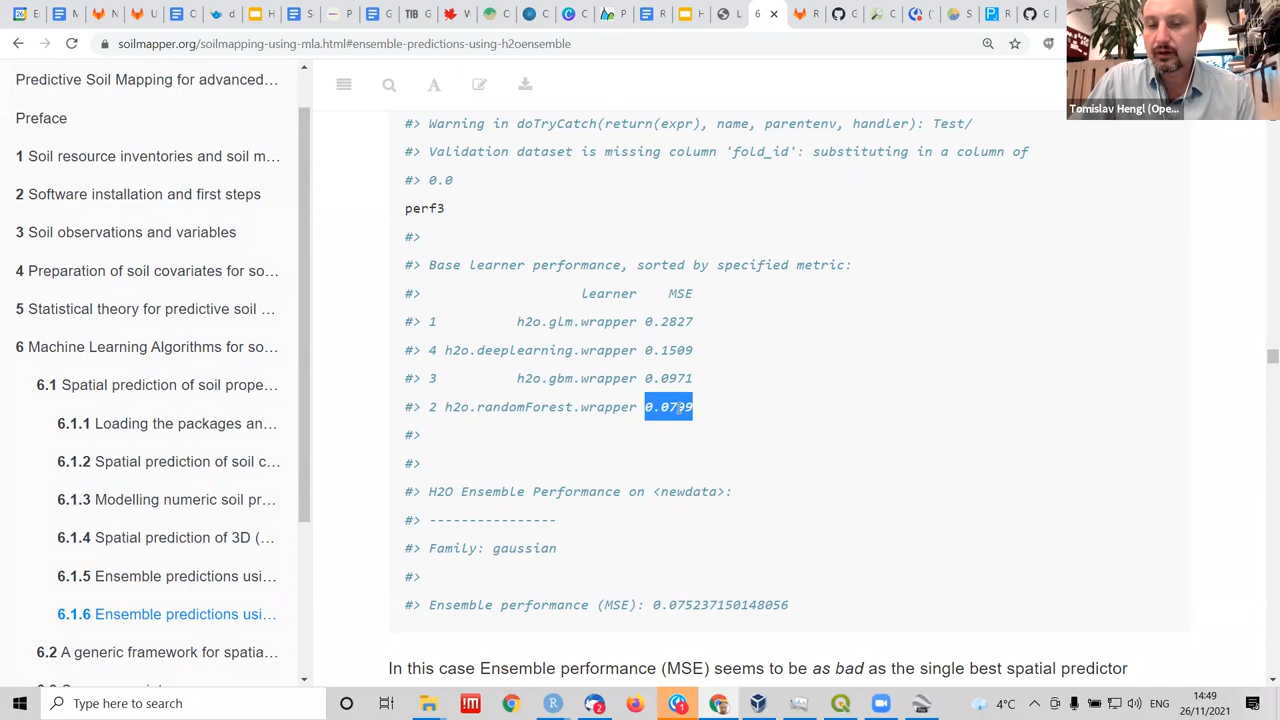 soilmapper.org/soilmapping-using-mla.html#ensemble-predictions-using-h2oensemble
Tomislav Hengl (Ope...
Predictive Soil Mapping for advanced...
Preface
1 Soil resource inventories and soil m...
2 Software installation and first steps
3 Soil observations and variables
4 Preparation of soil covariates for so...
5 Statistical theory for predictive soil ...
6 Machine Learning Algorithms for so...
6.1 Spatial prediction of soil prope...
6.1.1 Loading the packages an...
6.1.2 Spatial prediction of soil c...
6.1.3 Modelling numeric soil pr...
6.1.4 Spatial prediction of 3D (...
6.1.5 Ensemble predictions usi...
6.1.6 Ensemble predictions usi...
6.2 A generic framework for spatia...
#> Warning in doTryCatch(return(expr), name, parentenv, handler): Test/
#> Validation dataset is missing column 'fold_id': substituting in a column of
#> 0.0
perf3
#>
#> Base learner performance, sorted by specified metric:
#> learner MSE
#> 1 h2o.glm.wrapper 0.2827
#> 4 h2o.deeplearning.wrapper 0.1509
#> 3 h2o.gbm.wrapper 0.0971
#> 2 h2o.randomForest.wrapper 0.0799
#>
#>
#> H2O Ensemble Performance on <newdata>:
#> ----------------
#> Family: gaussian
#>
#> Ensemble performance (MSE): 0.075237150148056
In this case Ensemble performance (MSE) seems to be as bad as the single best spatial predictor
Type here to search
4°C
ENG
14:49
26/11/2021